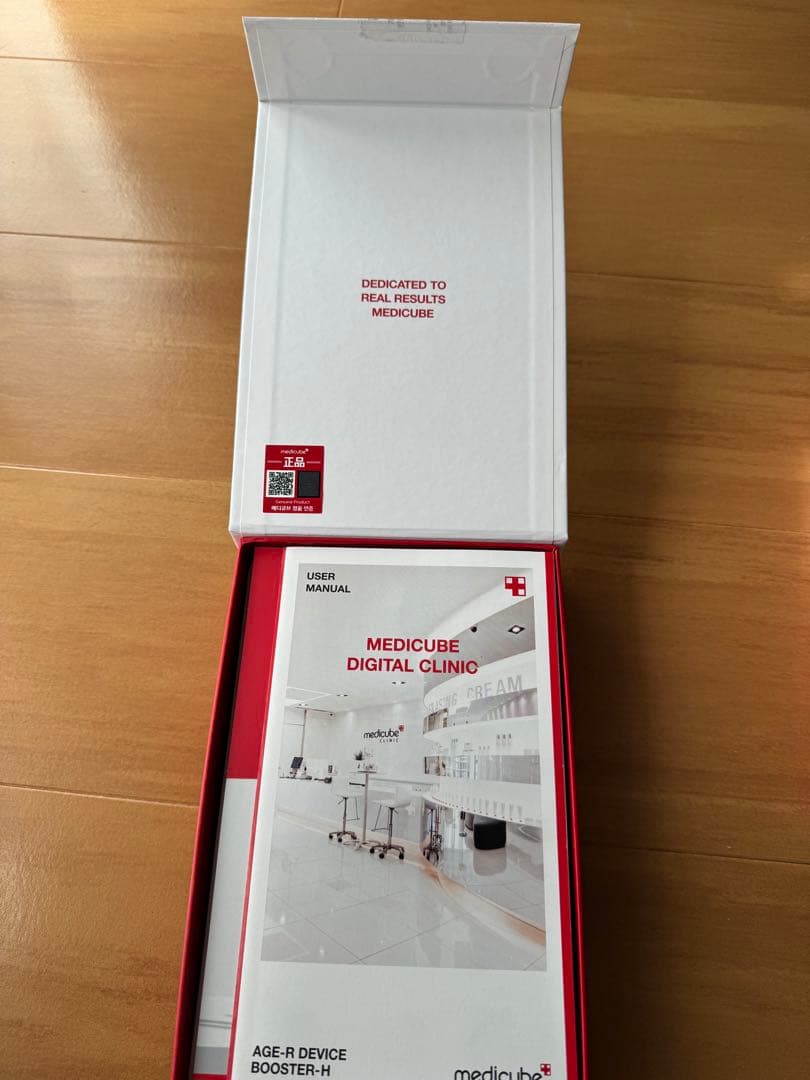 DEDICATED TO
REAL RESULTS
MEDICUBE
medicube
正品
Genuine Product
메디큐브 정품 인증
USER
MANUAL
MEDICUBE
DIGITAL CLINIC
CREAM
medicube
CLINIC
AGE-R DEVICE
BOOSTER-H
medicube